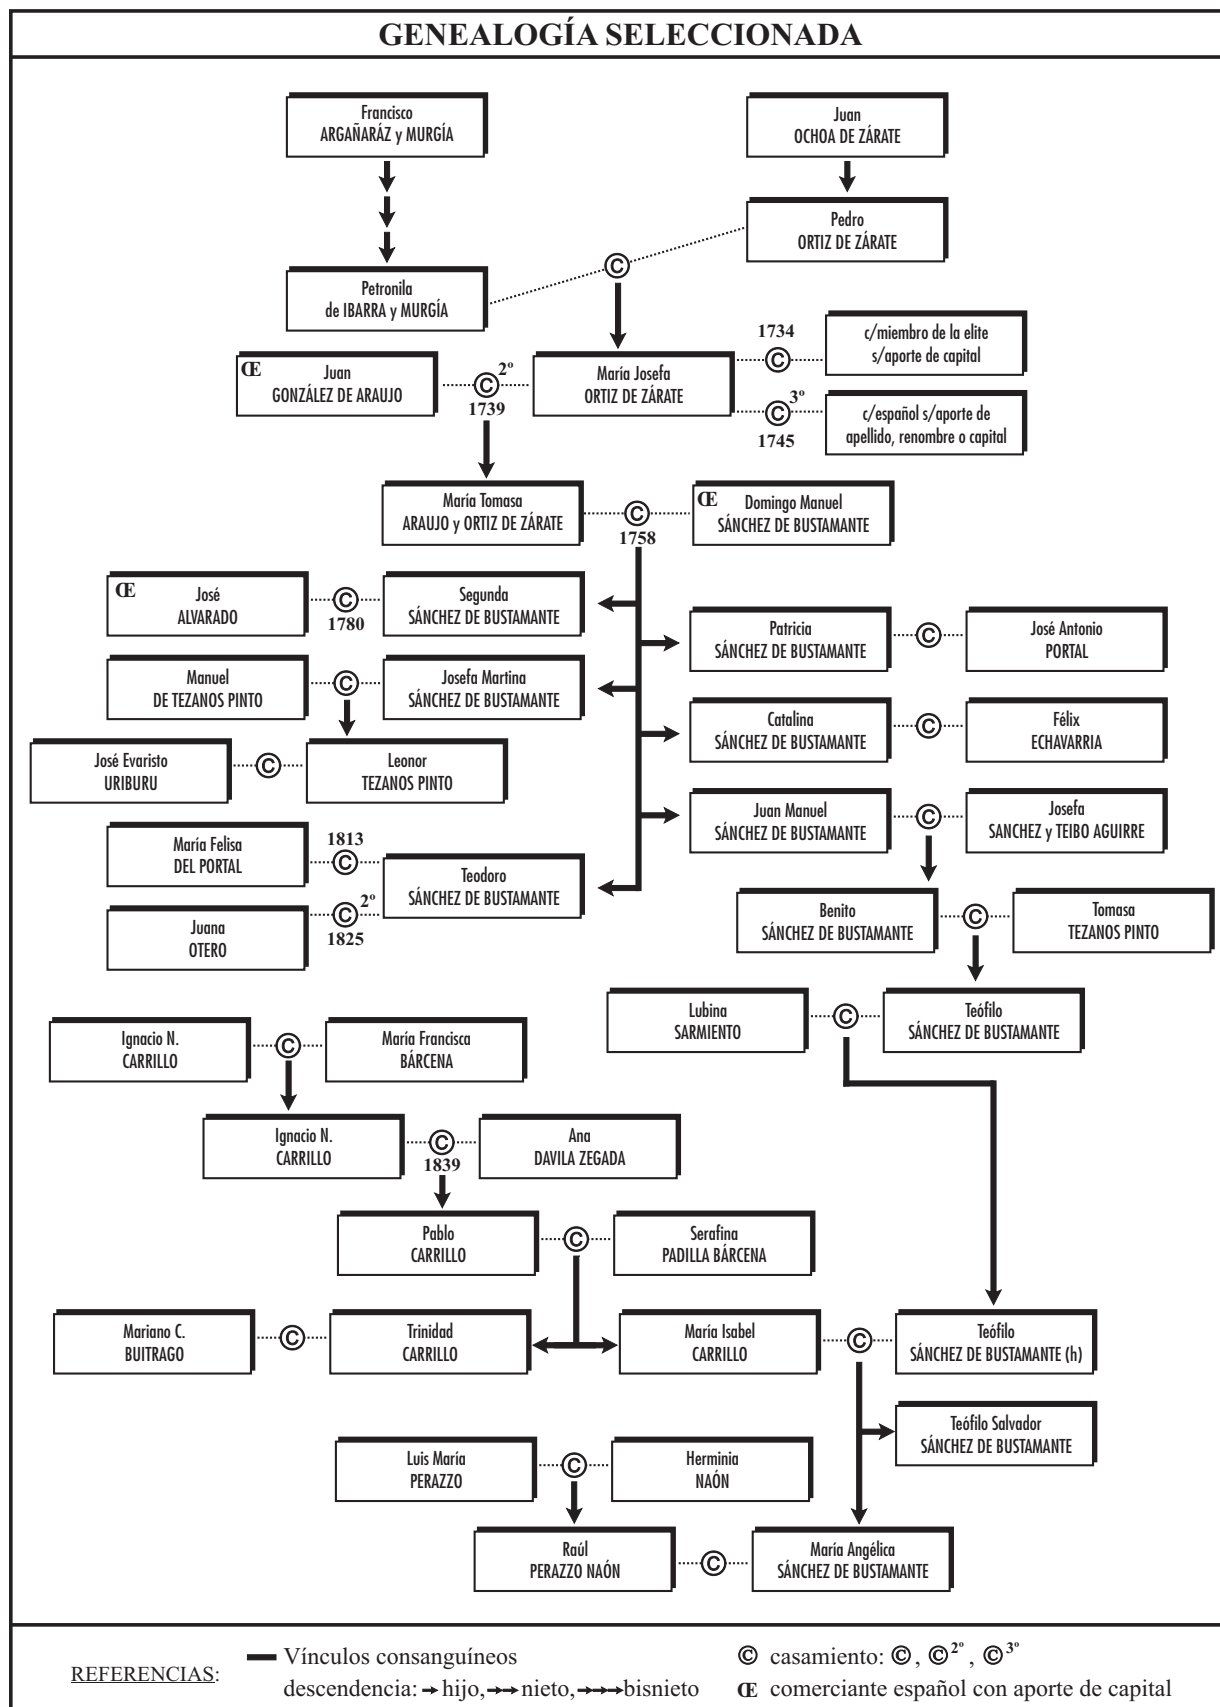 GENEALOGÍA SELECCIONADA
Francisco
ARGAÑARÁZ y MURGÍA
Juan
OCHOA DE ZÁRATE
Pedro
ORTIZ DE ZÁRATE
©
Petronila
de IBARRA y MURGÍA
1734
©
c/miembro de la elite
s/aporte de capital
Œ
Juan
GONZÁLEZ DE ARAUJO
© 2º
1739
María Josefa
ORTIZ DE ZÁRATE
© 3º
1745
c/español s/aporte de
apellido, renombre o capital
María Tomasa
ARAUJO y ORTIZ DE ZÁRATE
©
1758
Œ
Domingo Manuel
SÁNCHEZ DE BUSTAMANTE
Œ
José
ALVARADO
©
1780
Segunda
SÁNCHEZ DE BUSTAMANTE
Patricia
SÁNCHEZ DE BUSTAMANTE
©
José Antonio
PORTAL
Manuel
DE TEZANOS PINTO
©
Josefa Martina
SÁNCHEZ DE BUSTAMANTE
Catalina
SÁNCHEZ DE BUSTAMANTE
©
Félix
ECHAVARRIA
José Evaristo
URIBURU
©
Leonor
TEZANOS PINTO
Juan Manuel
SÁNCHEZ DE BUSTAMANTE
©
Josefa
SANCHEZ y TEIBO AGUIRRE
María Felisa
DEL PORTAL
1813
©
Teodoro
SÁNCHEZ DE BUSTAMANTE
Juana
OTERO
© 2º
1825
Benito
SÁNCHEZ DE BUSTAMANTE
©
Tomasa
TEZANOS PINTO
Lubina
SARMIENTO
©
Teófilo
SÁNCHEZ DE BUSTAMANTE
Ignacio N.
CARRILLO
©
María Francisca
BÁRCENA
Ignacio N.
CARRILLO
©
1839
Ana
DAVILA ZEGADA
Pablo
CARRILLO
©
Serafina
PADILLA BÁRCENA
Mariano C.
BUITRAGO
©
Trinidad
CARRILLO
María Isabel
CARRILLO
©
Teófilo
SÁNCHEZ DE BUSTAMANTE (h)
Teófilo Salvador
SÁNCHEZ DE BUSTAMANTE
Luis María
PERAZZO
©
Herminia
NAÓN
Raúl
PERAZZO NAÓN
©
María Angélica
SÁNCHEZ DE BUSTAMANTE
REFERENCIAS:
Vínculos consanguíneos
descendencia: → hijo, →→ nieto, →→→ bisnieto
© casamiento: ©, © 2º, © 3º
Œ comerciante español con aporte de capital